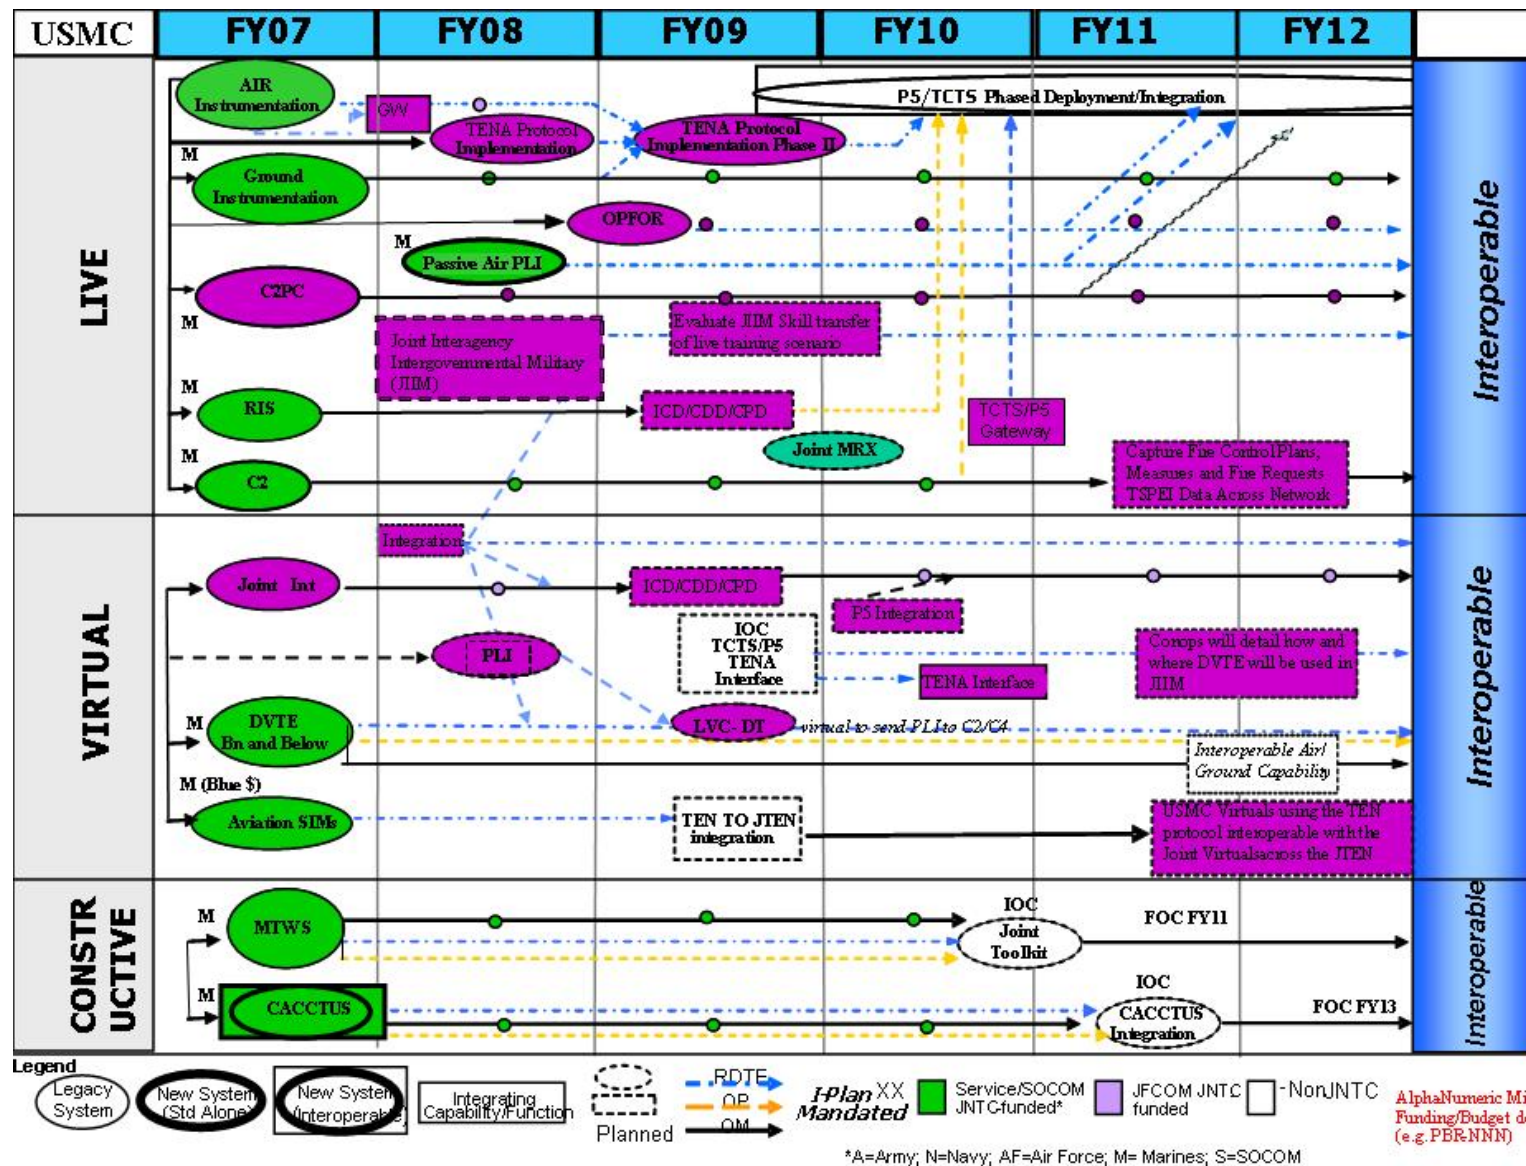 USMC FY07 FY08 FY09 FY10 FY11 FY12
LIVE
AIR
Instrumentation
GW
TENA Protocol
Implementation
TENA Protocol
Implementation Phase II
P5/TCTS Phased Deployment/Integration
M
Ground
Instrumentation
OPFOR
M
Passive Air PLI
C2PC
M
Joint Interagency
Intergovernmental Military
(JIIM)
Evaluate JIIM Skill transfer
of live training scenario
M
RIS
ICD/CDD/CPD
TCTS/P5
Gateway
Joint MRX
M
C2
Capture Fire Control Plans,
Measures and Fire Requests
TSPEI Data Across Network
Interoperable
VIRTUAL
Integration
Joint Int
ICD/CDD/CPD
P5 Integration
PLI
IOC
TCTS/P5
TENA
Interface
TENA Interface
Conops will detail how and
where DVTE will be used in
JIIM
M
DVTE
Bn and Below
LVC- DT
virtual to send PLI to C2/C4
Interoperable Air/
Ground Capability
M (Blue $)
Aviation SIMs
TEN TO JTEN
integration
USMC Virtuals using the TEN
protocol interoperable with the
Joint Virtualsacross the JTEN
Interoperable
CONSTR
UCTIVE
M
MTWS
IOC
Joint
Toolkit
FOC FY11
M
CACCTUS
IOC
CACCTUS
Integration
FOC FY13
Interoperable
Legend
Legacy
System
New System
(Std Alone)
New System
(Interoperable)
Integrating
Capability/Function
Planned
RDTE
OP
OM
I-Plan XX
Mandated
Service/SOCOM
JNTC funded*
JFCOM JNTC
funded
-NonJNTC
AlphaNumeric Mi
Funding/Budget de
(e.g.PBR-NNN)
*A=Army; N=Navy; AF=Air Force; M= Marines; S=SOCOM